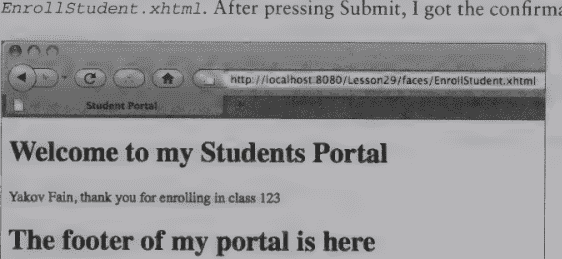 EnrollStudent.xhtml. After pressing Submit, I got the confirma
http://localhost:8080/Lesson29/faces/EnrollStudent.xhtml
Student Portal
Welcome to my Students Portal
Yakov Fain, thank you for enrolling in class 123
The footer of my portal is here